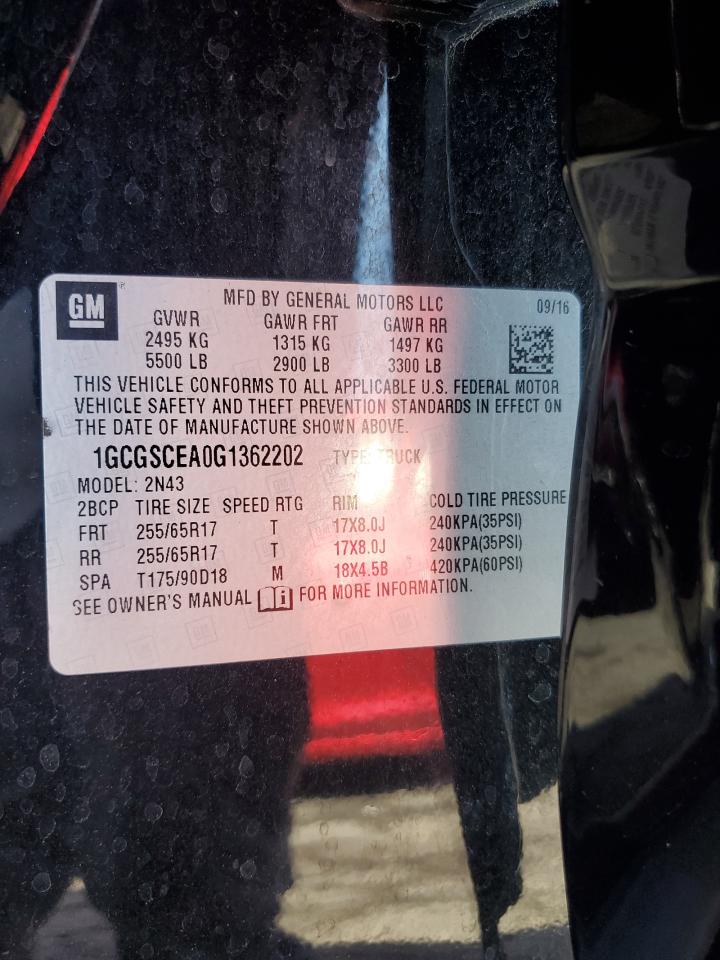 GM MFD BY GENERAL MOTORS LLC 09/16
GVWR GAWR FRT GAWR RR
2495 KG 1315 KG 1497 KG
5500 LB 2900 LB 3300 LB
THIS VEHICLE CONFORMS TO ALL APPLICABLE U.S. FEDERAL MOTOR
VEHICLE SAFETY AND THEFT PREVENTION STANDARDS IN EFFECT ON
THE DATE OF MANUFACTURE SHOWN ABOVE.
1GCGSCEA0G1362202 TYPE: TRUCK
MODEL: 2N43
2BCP TIRE SIZE SPEED RTG RIM COLD TIRE PRESSURE
FRT 255/65R17 T 17X8.0J 240KPA(35PSI)
RR 255/65R17 T 17X8.0J 240KPA(35PSI)
SPA T175/90D18 M 18X4.5B 420KPA(60PSI)
SEE OWNER'S MANUAL FOR MORE INFORMATION.